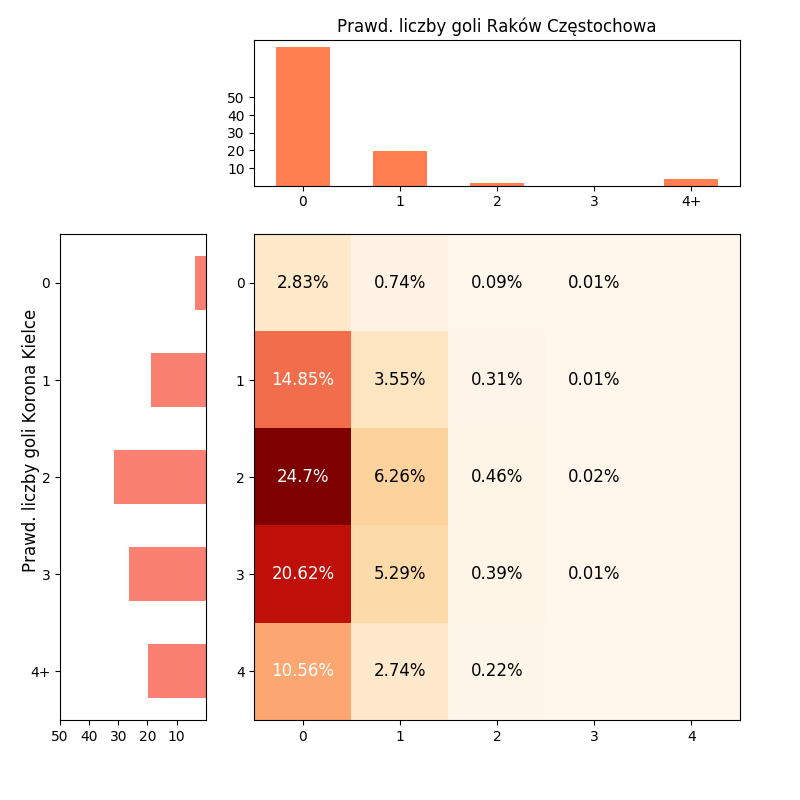 Prawd. liczby goli Raków Częstochowa
50
40
30
20
10
0 1 2 3 4+
Prawd. liczby goli Korona Kielce
0
1
2
3
4+
50 40 30 20 10
0 2.83% 0.74% 0.09% 0.01%
1 14.85% 3.55% 0.31% 0.01%
2 24.7% 6.26% 0.46% 0.02%
3 20.62% 5.29% 0.39% 0.01%
4 10.56% 2.74% 0.22%
0 1 2 3 4